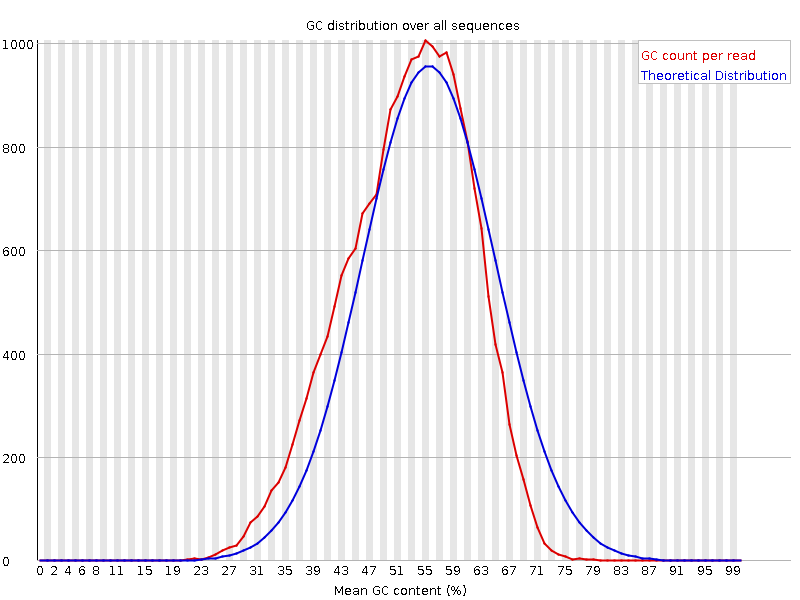 GC distribution over all sequences
GC count per read
Theoretical Distribution
1000
800
600
400
200
0
0 2 4 6 8 11 15 19 23 27 31 35 39 43 47 51 55 59 63 67 71 75 79 83 87 91 95 99
Mean GC content (%)